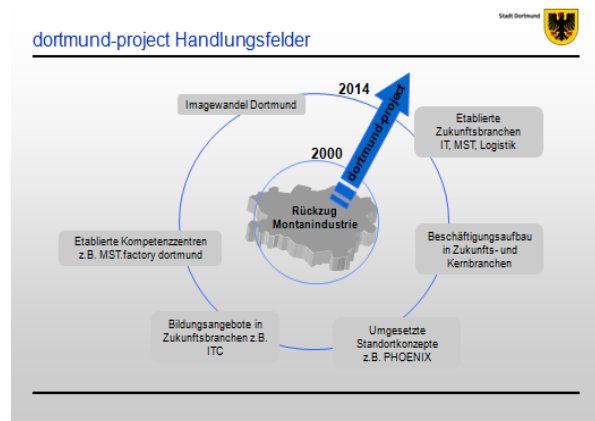 Stadt Dortmund
dortmund-project Handlungsfelder
2014
Imagewandel Dortmund
dortmund-project
Etablierte
Zukunftsbranchen
IT, MST, Logistik
2000
Rückzug
Montanindustrie
Etablierte Kompetenzzentren
z.B. MST.factory dortmund
Beschäftigungsaufbau
in Zukunfts- und
Kernbranchen
Bildungsangebote in
Zukunftsbranchen z.B.
ITC
Umgesetzte
Standortkonzepte
z.B. PHOENIX